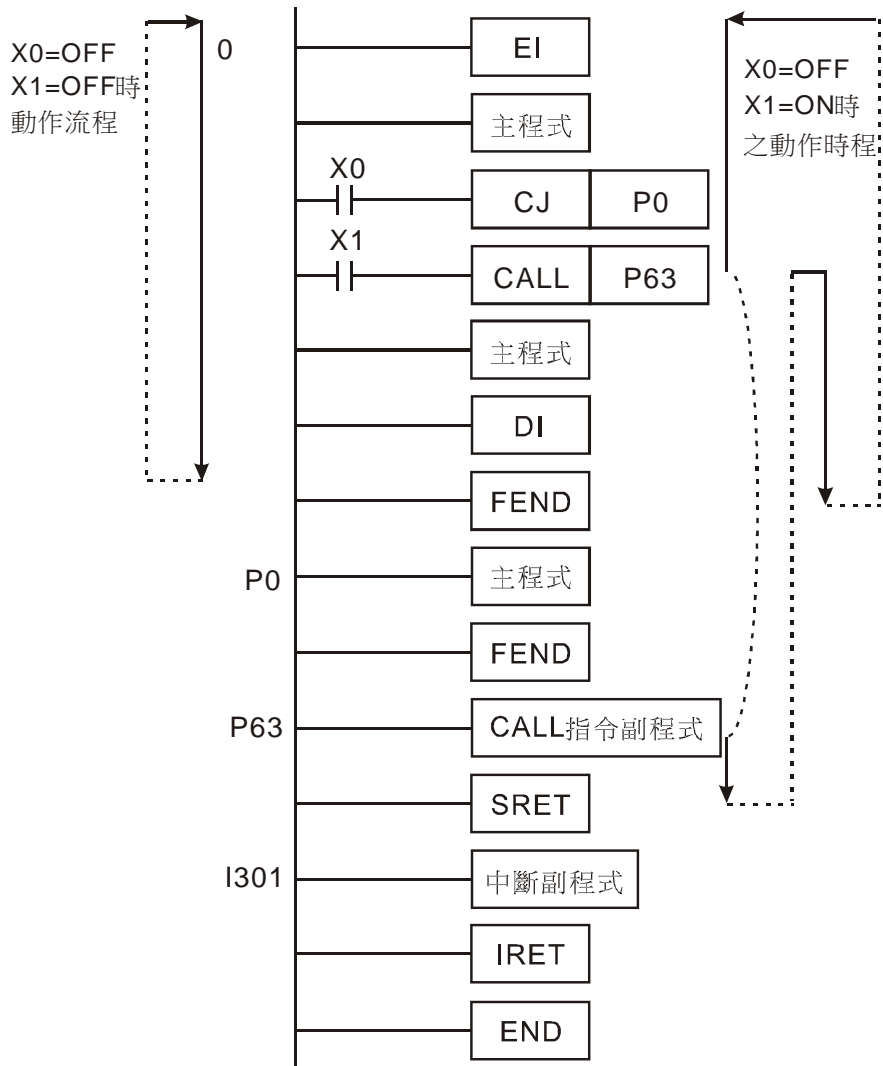 X0=OFF
X1=OFF時
動作流程
0
EI
X0=OFF
X1=ON時
之動作時程
主程式
X0
CJ P0
X1
CALL P63
主程式
DI
FEND
P0
主程式
FEND
P63
CALL指令副程式
SRET
I301
中斷副程式
IRET
END